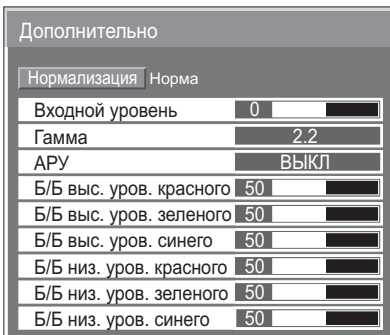 Дополнительно
Нормализация Норма
Входной уровень 0
Гамма 2.2
АРУ ВЫКЛ
Б/Б выс. уров. красного 50
Б/Б выс. уров. зеленого 50
Б/Б выс. уров. синего 50
Б/Б низ. уров. красного 50
Б/Б низ. уров. зеленого 50
Б/Б низ. уров. синего 50